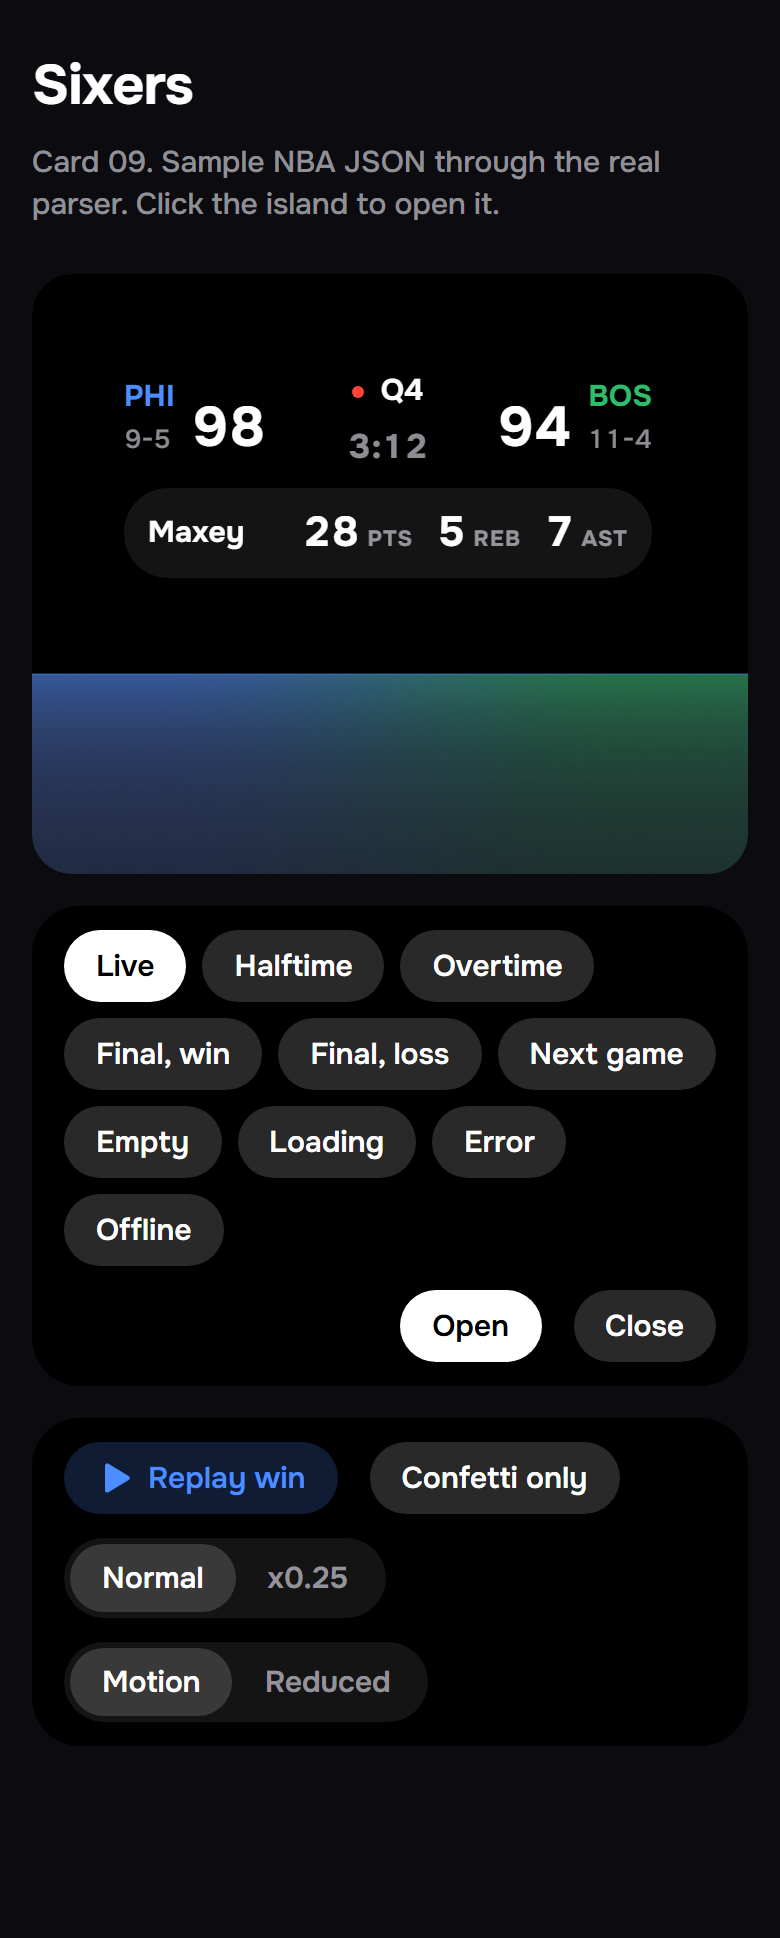 Sixers
Card 09. Sample NBA JSON through the real
parser. Click the island to open it.
PHI 98 Q4 94 BOS
9-5 3:12 11-4
Maxey 28 PTS 5 REB 7 AST
Live Halftime Overtime
Final, win Final, loss Next game
Empty Loading Error
Offline
Open Close
Replay win Confetti only
Normal x0.25
Motion Reduced